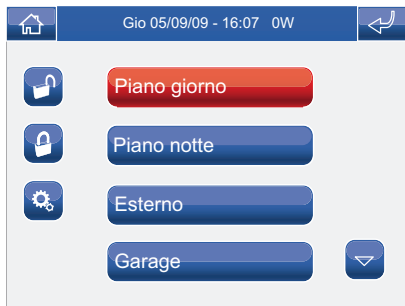 Gio 05/09/09 - 16:07 0W
Piano giorno
Piano notte
Esterno
Garage